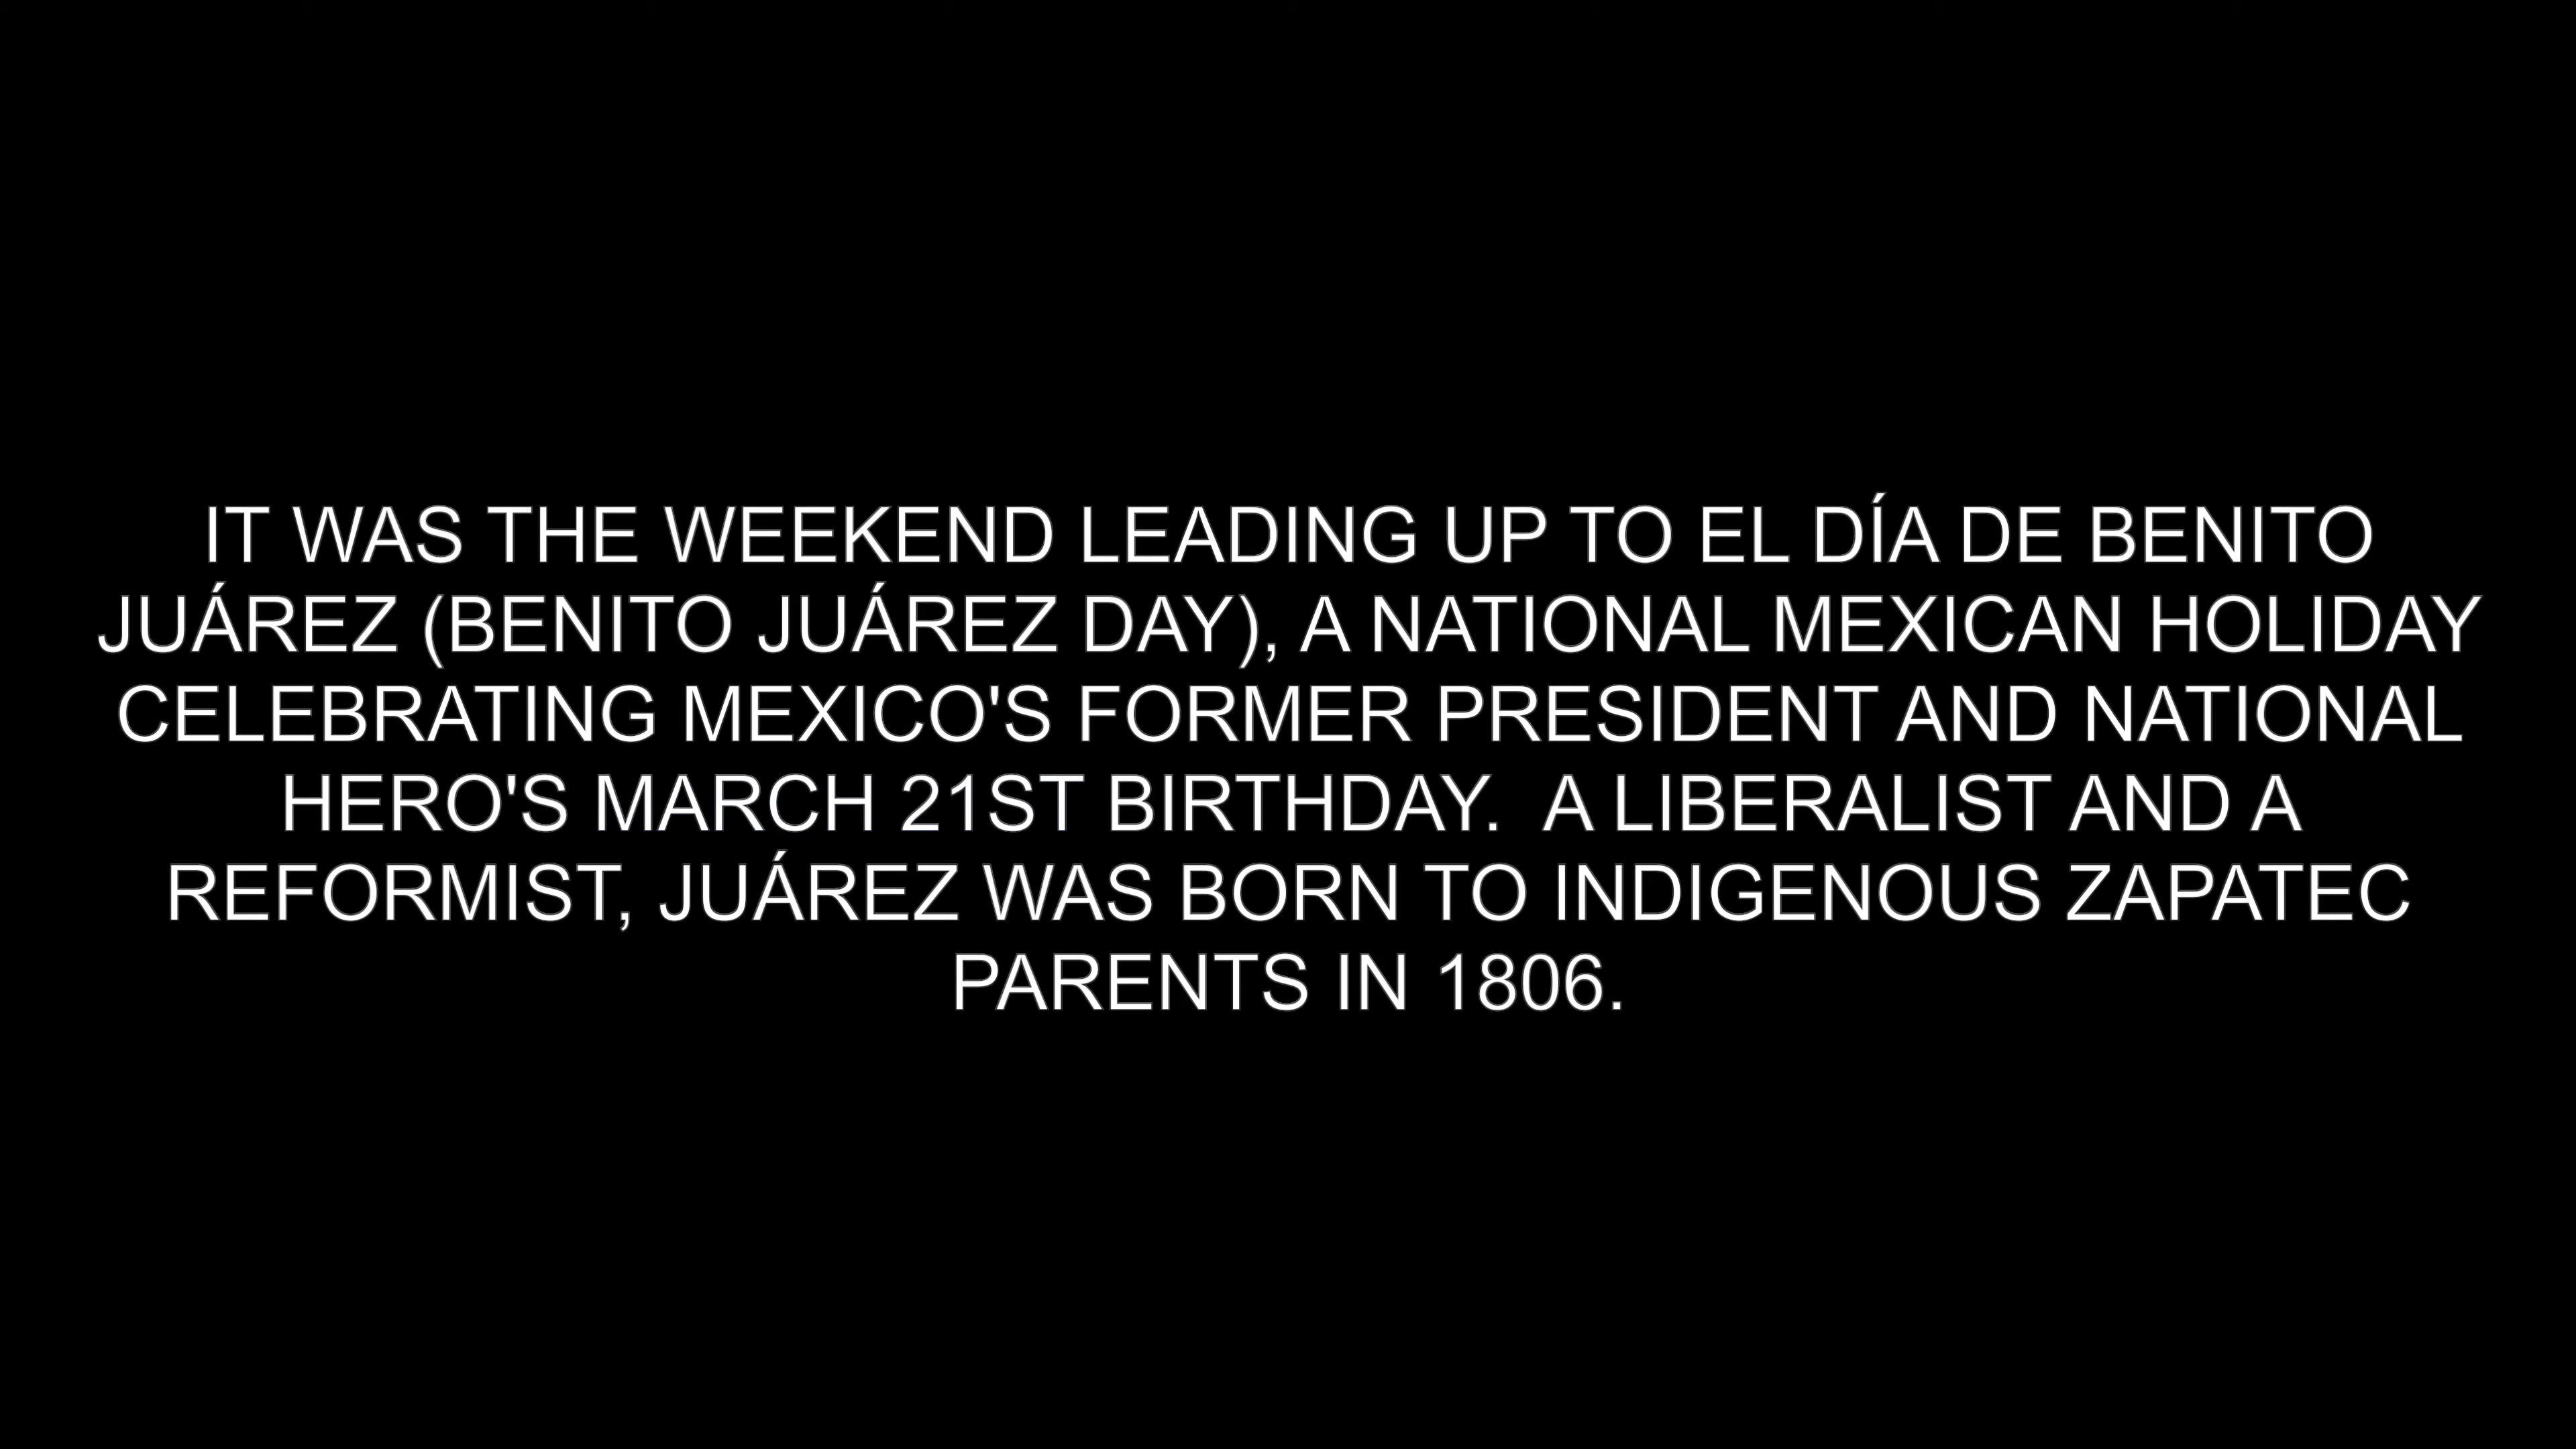 IT WAS THE WEEKEND LEADING UP TO EL DÍA DE BENITO
JUÁREZ (BENITO JUÁREZ DAY), A NATIONAL MEXICAN HOLIDAY
CELEBRATING MEXICO'S FORMER PRESIDENT AND NATIONAL
HERO'S MARCH 21ST BIRTHDAY.  A LIBERALIST AND A
REFORMIST, JUÁREZ WAS BORN TO INDIGENOUS ZAPATEC
PARENTS IN 1806.